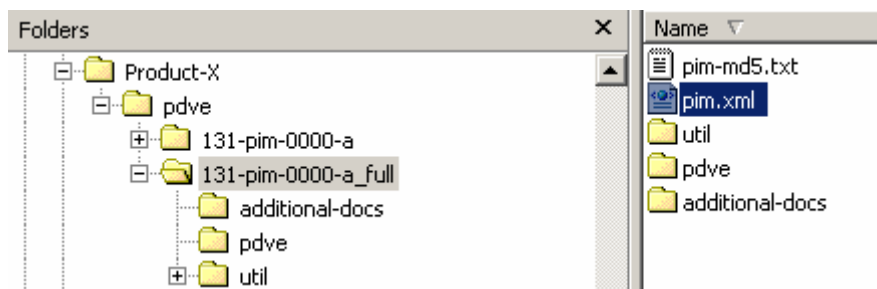 Folders
Product-X
pdve
131-pim-0000-a
131-pim-0000-a_full
additional-docs
pdve
util
Name
pim-md5.txt
pim.xml
util
pdve
additional-docs